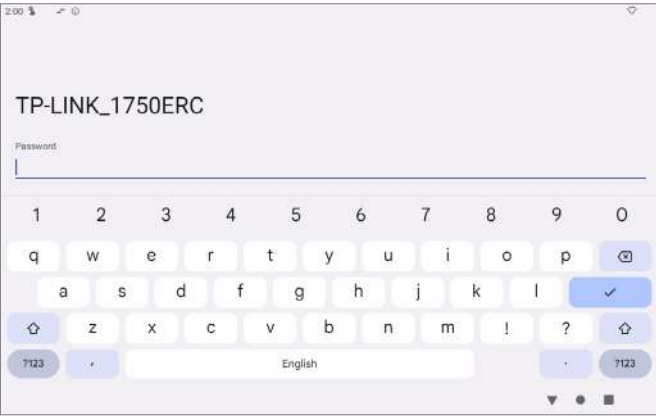 2:00
TP-LINK_1750ERC
Password
1 2 3 4 5 6 7 8 9 0
q w e r t y u i o p
a s d f g h j k l
z x c v b n m ! ?
?123 , English . ?123